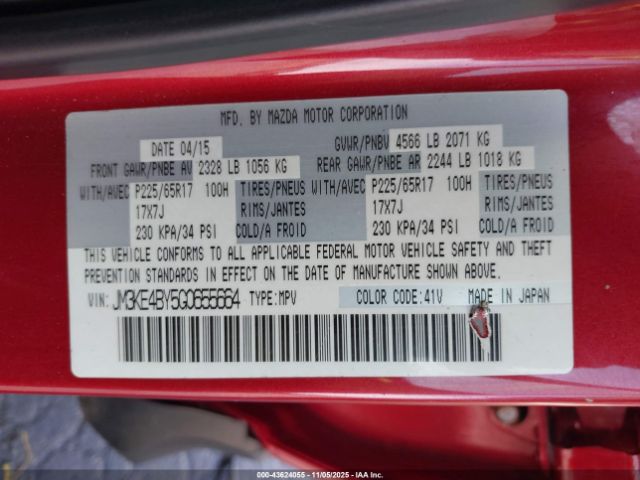 MFD. BY MAZDA MOTOR CORPORATION
DATE 04/15 GVWR/PNBV 4566 LB 2071 KG
FRONT GAWR/PNBE AV 2328 LB 1056 KG REAR GAWR/PNBE AR 2244 LB 1018 KG
WITH/AVEC P225/65R17 100H TIRES/PNEUS WITH/AVEC P225/65R17 100H TIRES/PNEUS
17X7J RIMS/JANTES 17X7J RIMS/JANTES
230 KPA/34 PSI COLD/A FROID 230 KPA/34 PSI COLD/A FROID
THIS VEHICLE CONFORMS TO ALL APPLICABLE FEDERAL MOTOR VEHICLE SAFETY AND THEFT
PREVENTION STANDARDS IN EFFECT ON THE DATE OF MANUFACTURE SHOWN ABOVE.
VIN: JM3KE4BY5G0655664 TYPE:MPV COLOR CODE:41V MADE IN JAPAN
00-43624055 - 11/05/2025 - IAA Inc.